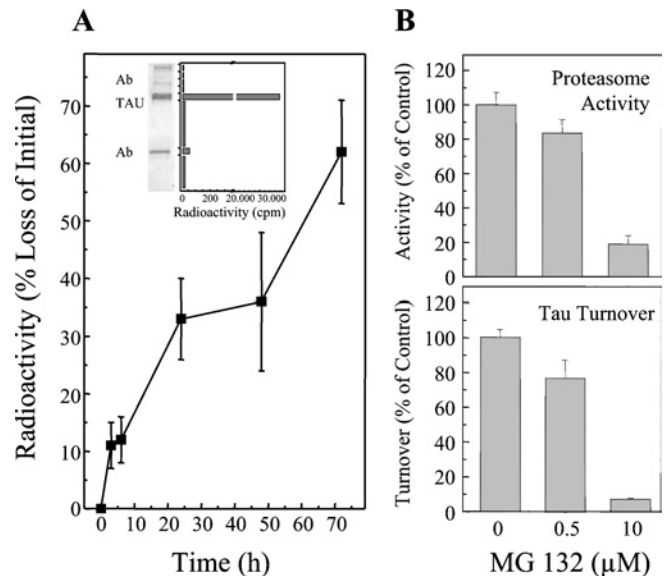 A
Radioactivity (% Loss of Initial)
70
60
50
40
30
20
10
0
0 10 20 30 40 50 60 70
Time (h)
Ab
TAU
Ab
0 200 20.000 30.000
Radioactivity (cpm)
B
Proteasome
Activity
Activity (% of Control)
120
100
80
60
40
20
0
Tau Turnover
Turnover (% of Control)
120
100
80
60
40
20
0
0 0.5 10
MG 132 (µM)